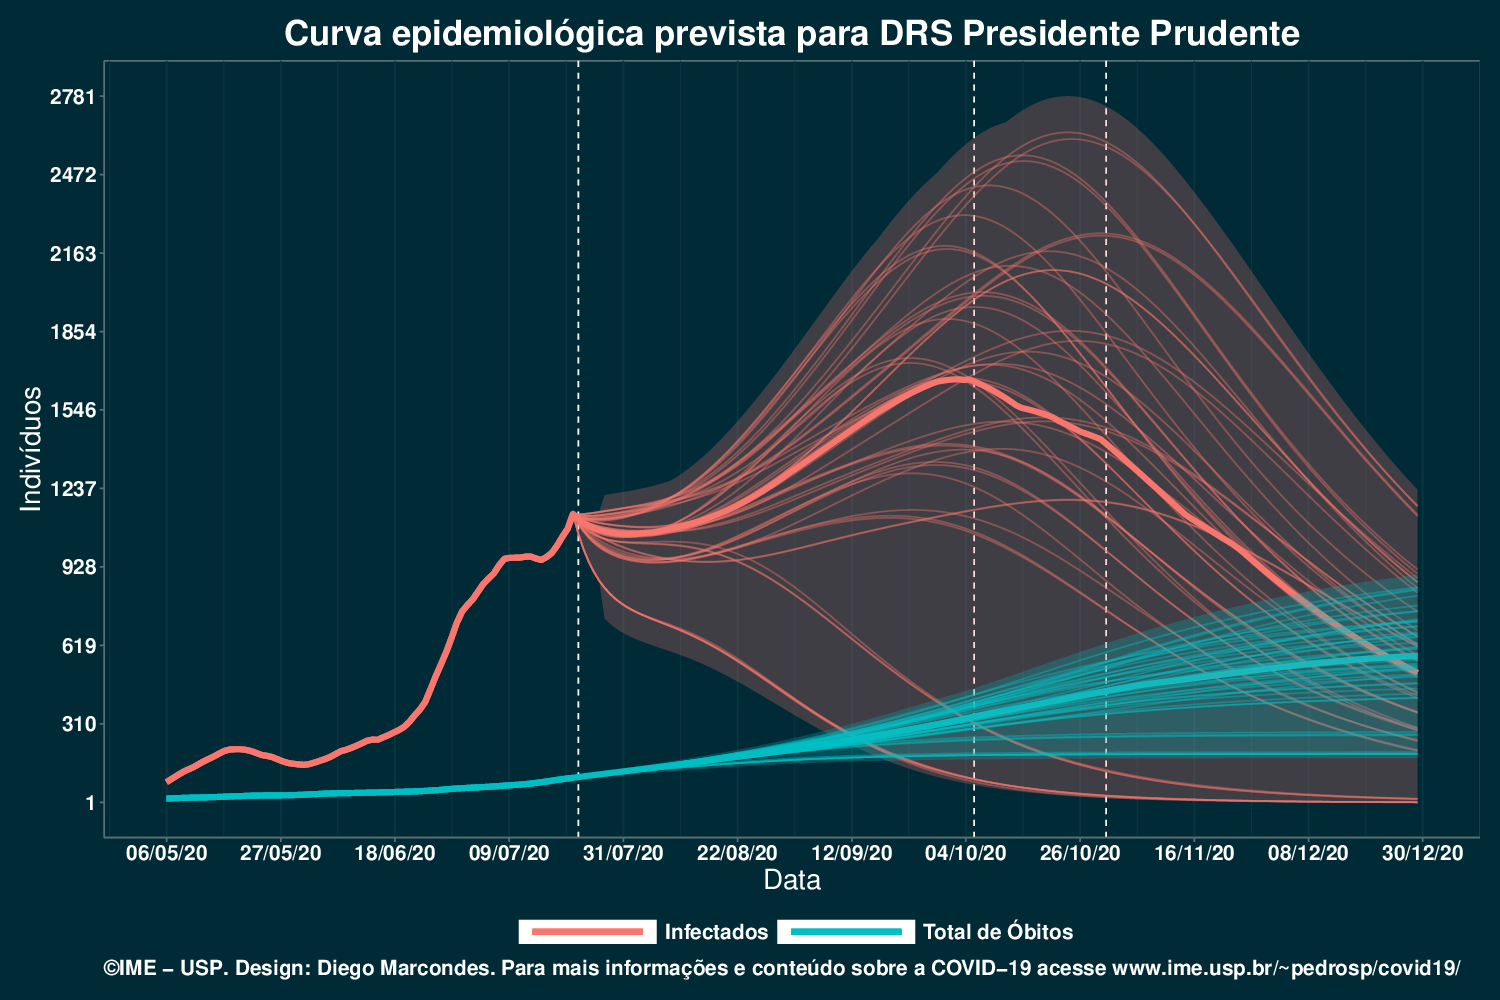 Curva epidemiológica prevista para DRS Presidente Prudente
2781
2472
2163
1854
1546
1237
928
619
310
1
Indivíduos
06/05/20 27/05/20 18/06/20 09/07/20 31/07/20 22/08/20 12/09/20 04/10/20 26/10/20 16/11/20 08/12/20 30/12/20
Data
Infectados Total de Óbitos
©IME − USP. Design: Diego Marcondes. Para mais informações e conteúdo sobre a COVID−19 acesse www.ime.usp.br/~pedrosp/covid19/